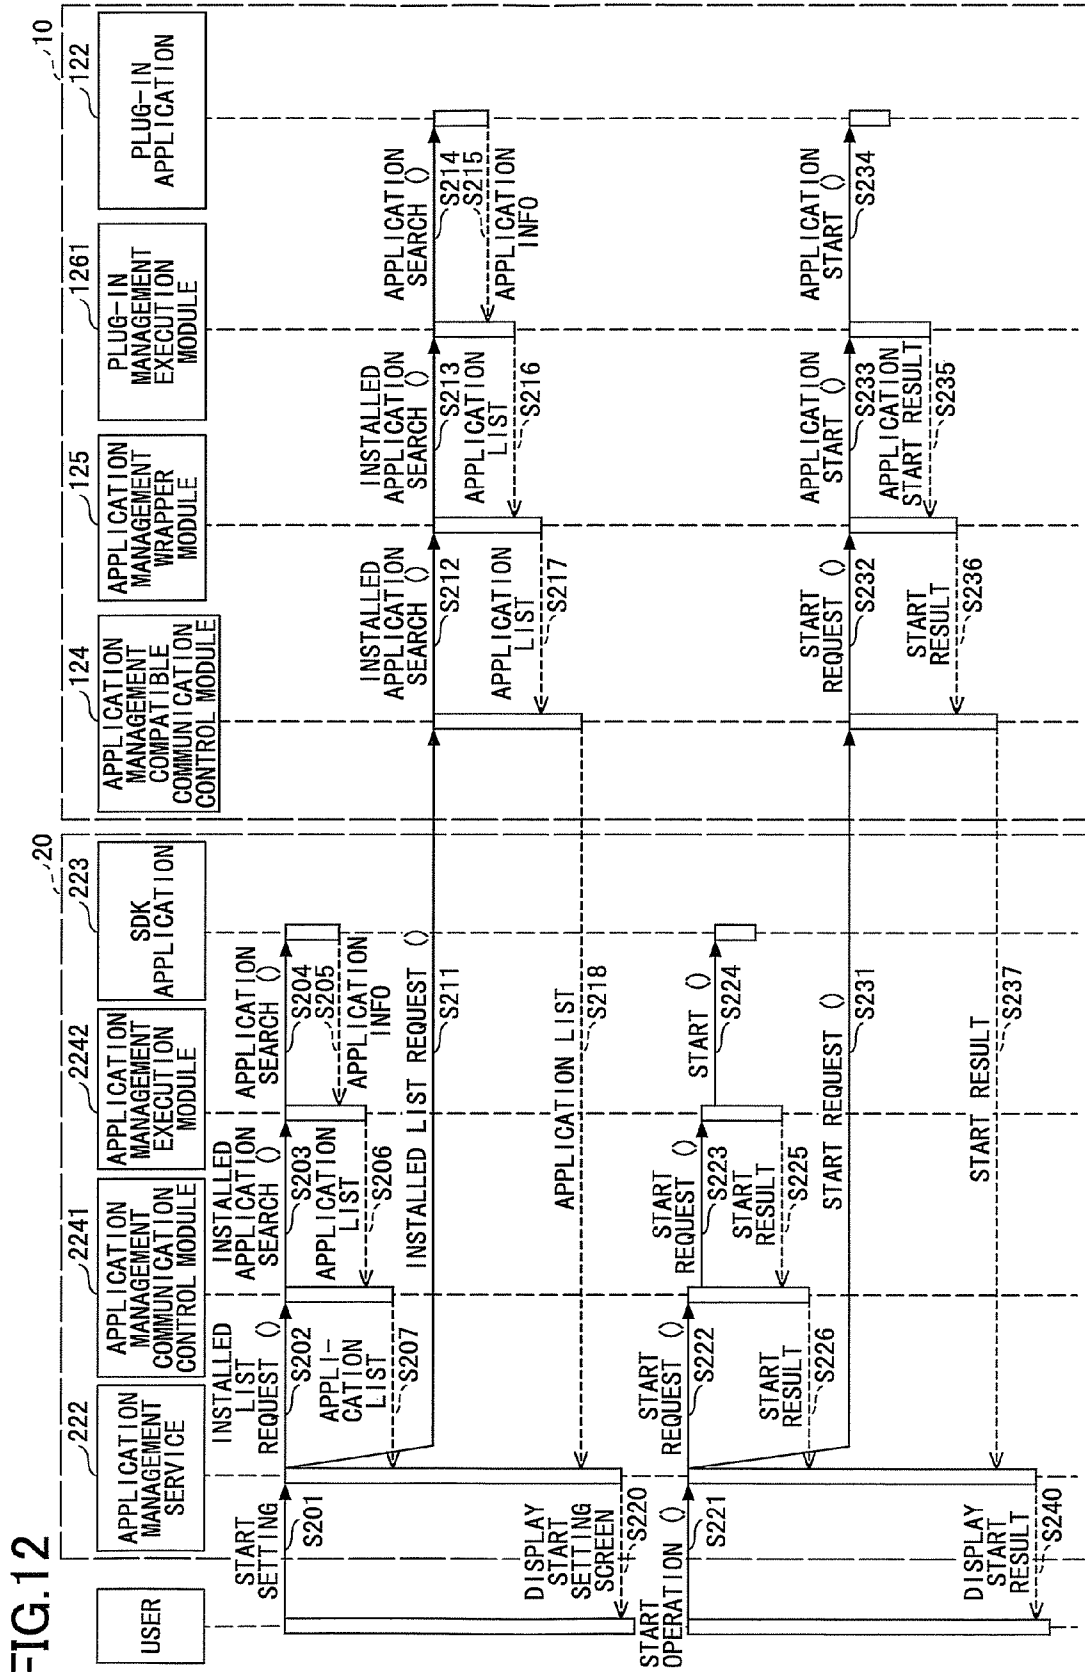 FIG.12
USER
20
222
APPLICATION
MANAGEMENT
SERVICE
2241
APPLICATION
MANAGEMENT
COMMUNICATION
CONTROL MODULE
2242
APPLICATION
MANAGEMENT
EXECUTION
MODULE
223
SDK
APPLICATION
10
124
APPLICATION
MANAGEMENT
COMPATIBLE
COMMUNICATION
CONTROL MODULE
125
APPLICATION
MANAGEMENT
WRAPPER
MODULE
1261
PLUG-IN
MANAGEMENT
EXECUTION
MODULE
122
PLUG-IN
APPLICATION
START
SETTING
S201
INSTALLED
LIST
REQUEST ()
S202
INSTALLED
APPLICATION
SEARCH ()
S203
APPLICATION
SEARCH ()
S204
S205
APPLICATION
INFO
APPLICATION
LIST
S206
APPLI-
CATION
LIST
S207
INSTALLED LIST REQUEST ()
S211
INSTALLED
APPLICATION
SEARCH ()
S212
INSTALLED
APPLICATION
SEARCH ()
S213
APPLICATION
SEARCH ()
S214
S215
APPLICATION
INFO
APPLICATION
LIST
S216
APPLICATION
LIST
S217
APPLICATION LIST
S218
DISPLAY
START
SETTING
SCREEN
S220
START
OPERATION ()
S221
START
REQUEST ()
S222
START
REQUEST ()
S223
START ()
S224
START
RESULT
S225
START
RESULT
S226
START REQUEST ()
S231
START
REQUEST ()
S232
APPLICATION
START ()
S233
APPLICATION
START ()
S234
APPLICATION
START RESULT
S235
START
RESULT
S236
START RESULT
S237
DISPLAY
START
RESULT
S240